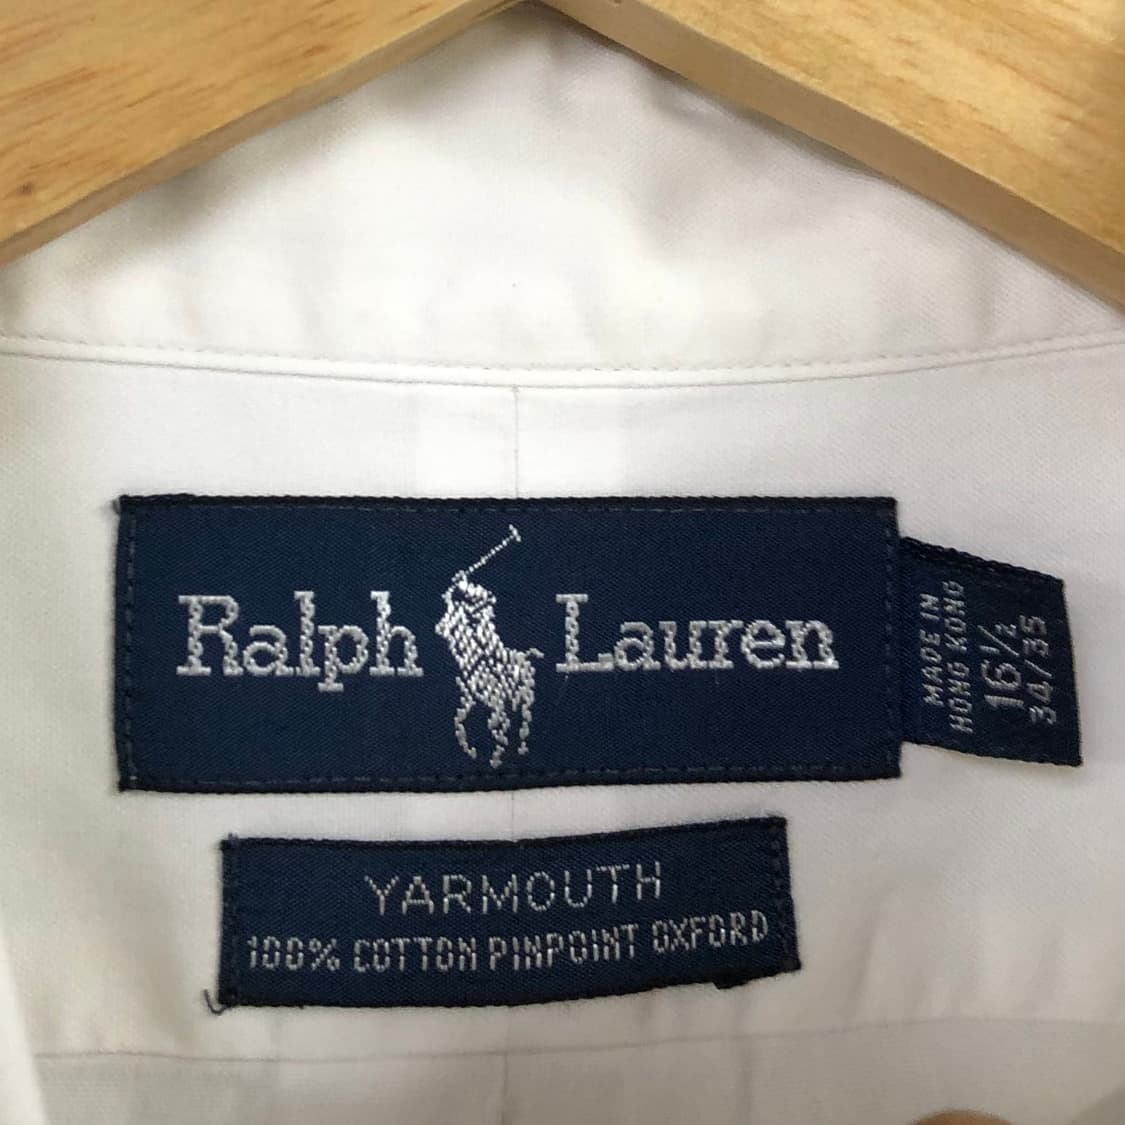 Ralph Lauren
MADE IN
HONG KONG
16½
34/35
YARMOUTH
100% COTTON PINPOINT OXFORD